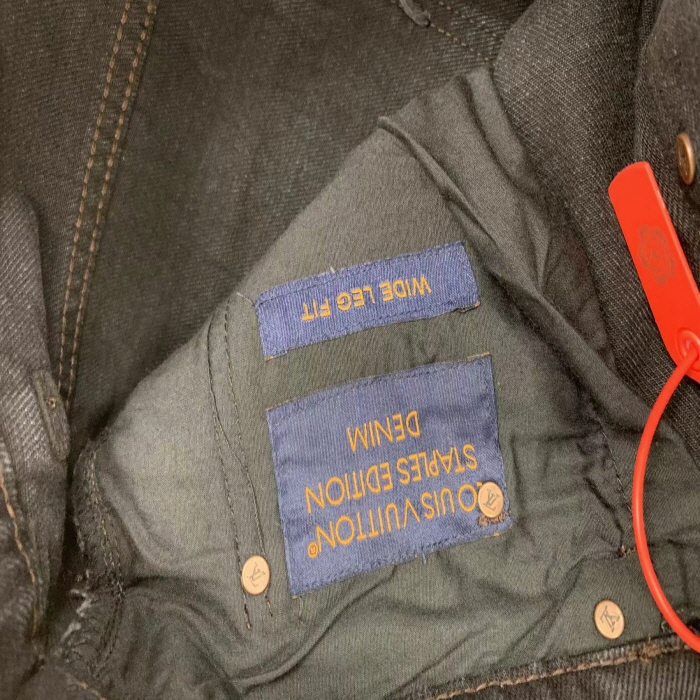 LOUIS VUITTON®
STAPLES EDITION
DENIM
WIDE LEG FIT